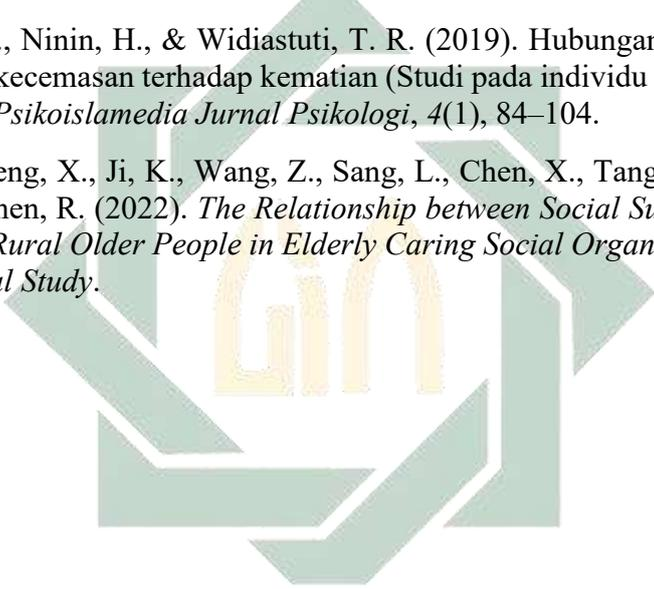 ., Ninin, H., & Widiastuti, T. R. (2019). Hubungan
kecemasan terhadap kematian (Studi pada individu
Psikoislamedia Jurnal Psikologi, 4(1), 84–104.
eng, X., Ji, K., Wang, Z., Sang, L., Chen, X., Tang
hen, R. (2022). The Relationship between Social Su
Rural Older People in Elderly Caring Social Organ
al Study.